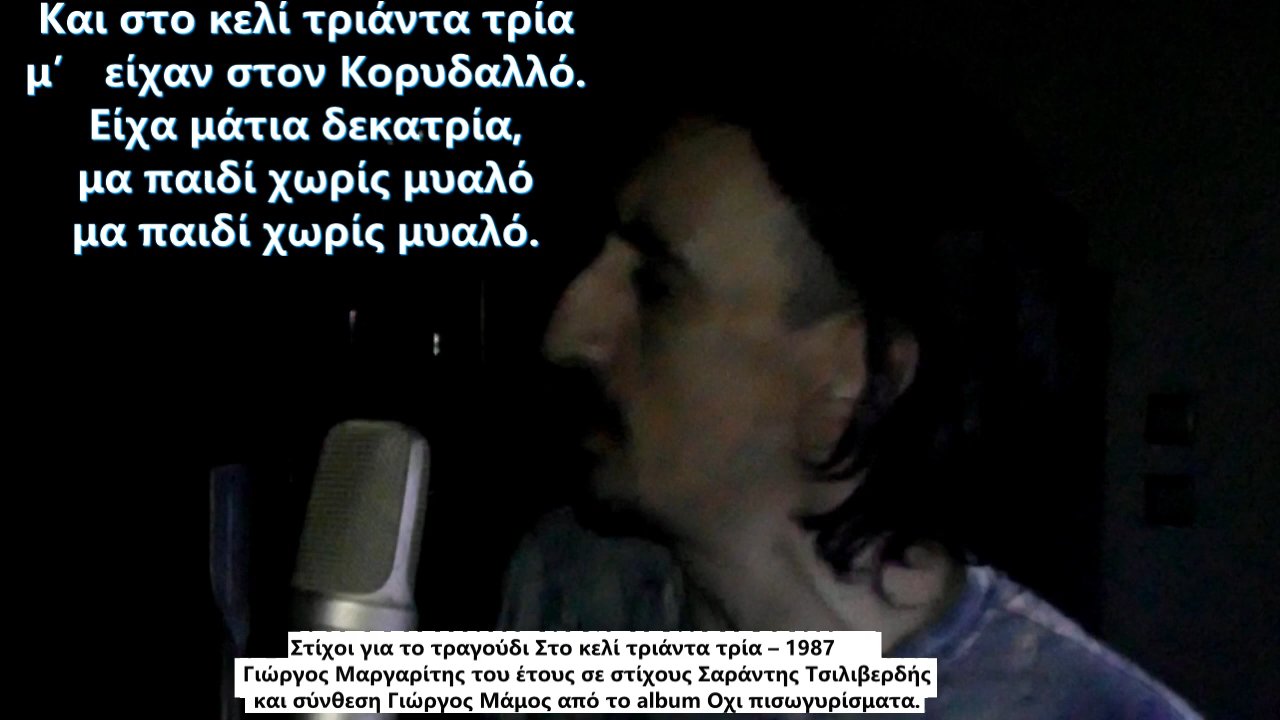 Και στο κελί τριάντα τρία
μ’ είχαν στον Κορυδαλλό.
Είχα μάτια δεκατρία,
μα παιδί χωρίς μυαλό
μα παιδί χωρίς μυαλό.
Στίχοι για το τραγούδι Στο κελί τριάντα τρία – 1987
Γιώργος Μαργαρίτης του έτους σε στίχους Σαράντης Τσιλιβερδής
και σύνθεση Γιώργος Μάμος από το album Οχι πισωγυρίσματα.